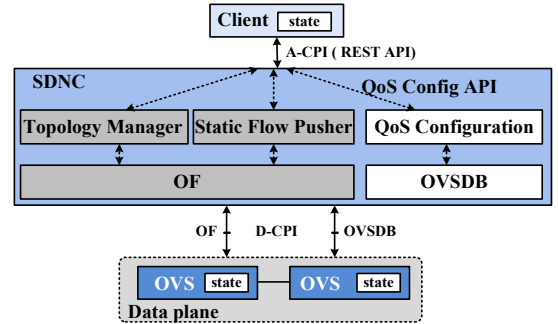 Client state
A-CPI ( REST API)
SDNC
QoS Config API
Topology Manager Static Flow Pusher QoS Configuration
OF OVSDB
OF D-CPI OVSDB
OVS state OVS state
Data plane